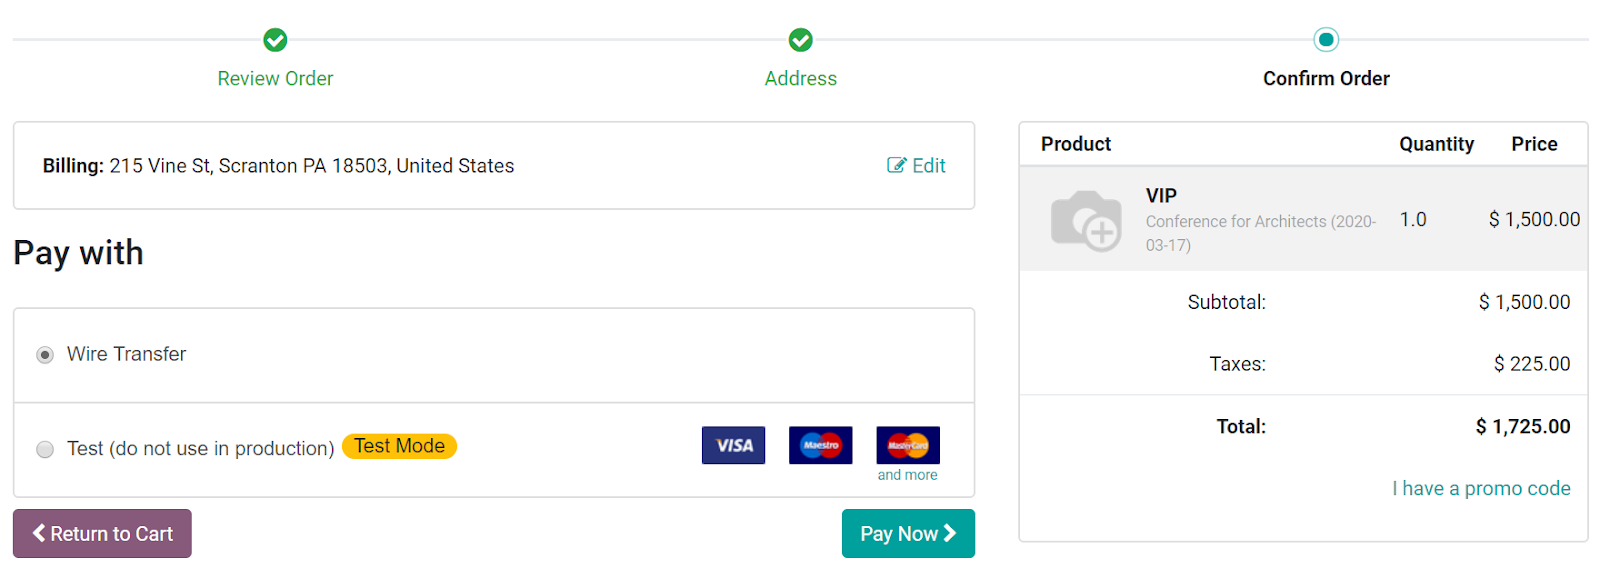 Review Order
Address
Confirm Order
Billing: 215 Vine St, Scranton PA 18503, United States
Edit
Pay with
Wire Transfer
Test (do not use in production) Test Mode
VISA Maestro MasterCard
and more
Return to Cart
Pay Now
Product Quantity Price
VIP
Conference for Architects (2020-
03-17)
1.0 $ 1,500.00
Subtotal: $ 1,500.00
Taxes: $ 225.00
Total: $ 1,725.00
I have a promo code